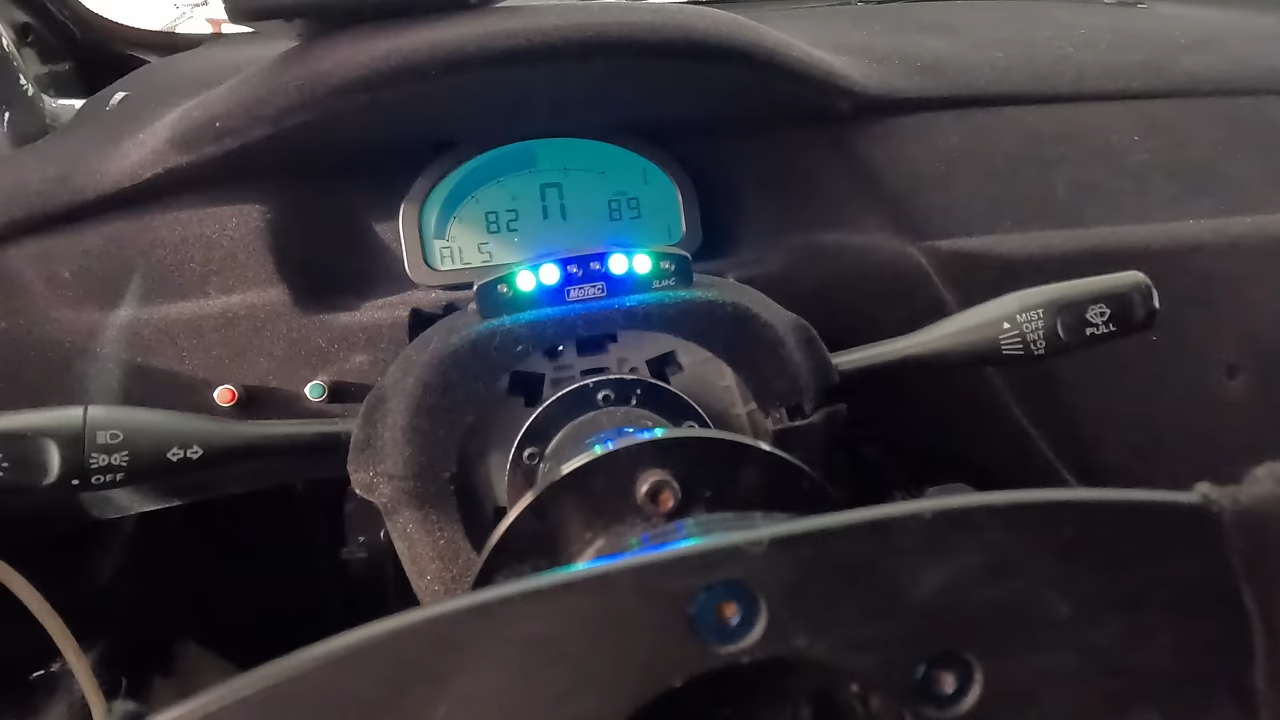 82 n 89
ALS
MoTeC
SLM-C
MIST
OFF
INT
LO
HI
PULL
OFF